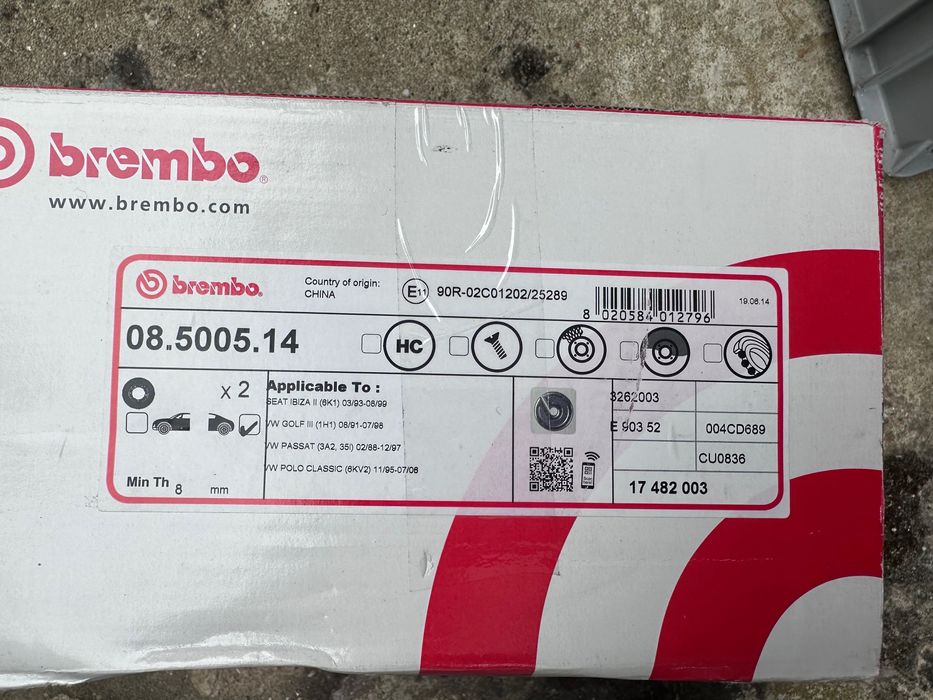 brembo®
www.brembo.com
brembo®
Country of origin:
CHINA
E11 90R-02C01202/25289
8 020584 012796
19.06.14
08.5005.14
HC
x 2
Min Th 8 mm
Applicable To :
SEAT IBIZA II (6K1) 03/93-08/99
VW GOLF III (1H1) 08/91-07/98
VW PASSAT (3A2, 35I) 02/88-12/97
VW POLO CLASSIC (6KV2) 11/95-07/06
3262003
E 903 52 004CD689
CU0836
17 482 003